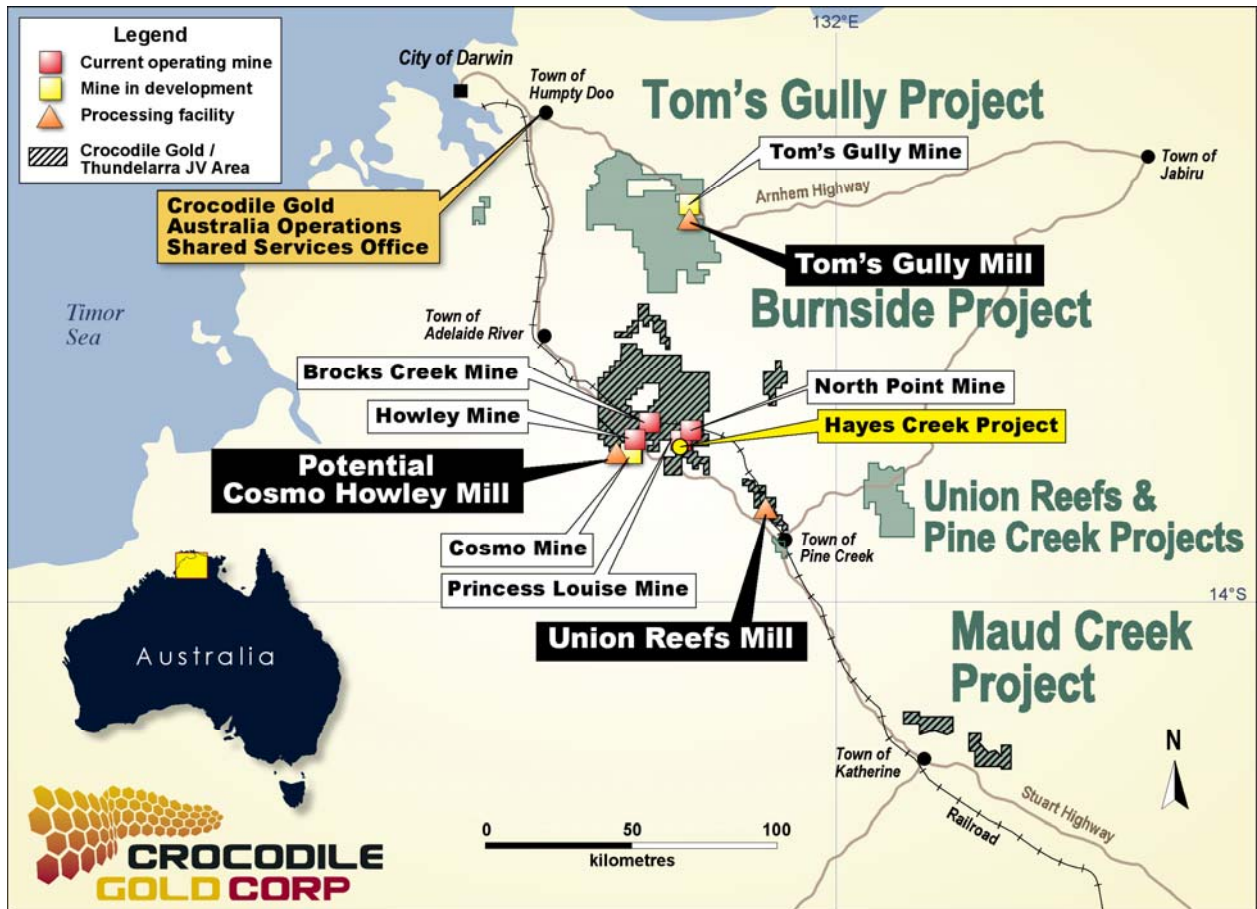 Legend
Current operating mine
Mine in development
Processing facility
Crocodile Gold /
Thundelarra JV Area
132°E
City of Darwin
Town of
Humpty Doo
Tom's Gully Project
Tom's Gully Mine
Town of
Jabiru
Arnhem Highway
Crocodile Gold
Australia Operations
Shared Services Office
Tom's Gully Mill
Timor
Sea
Burnside Project
Town of
Adelaide River
Brocks Creek Mine
North Point Mine
Howley Mine
Hayes Creek Project
Potential
Cosmo Howley Mill
Union Reefs &
Pine Creek Projects
Cosmo Mine
Town of
Pine Creek
Princess Louise Mine
14°S
Union Reefs Mill
Maud Creek
Project
Australia
N
Town of
Katherine
Stuart Highway
Railroad
0 50 100
kilometres
CROCODILE
GOLD CORP